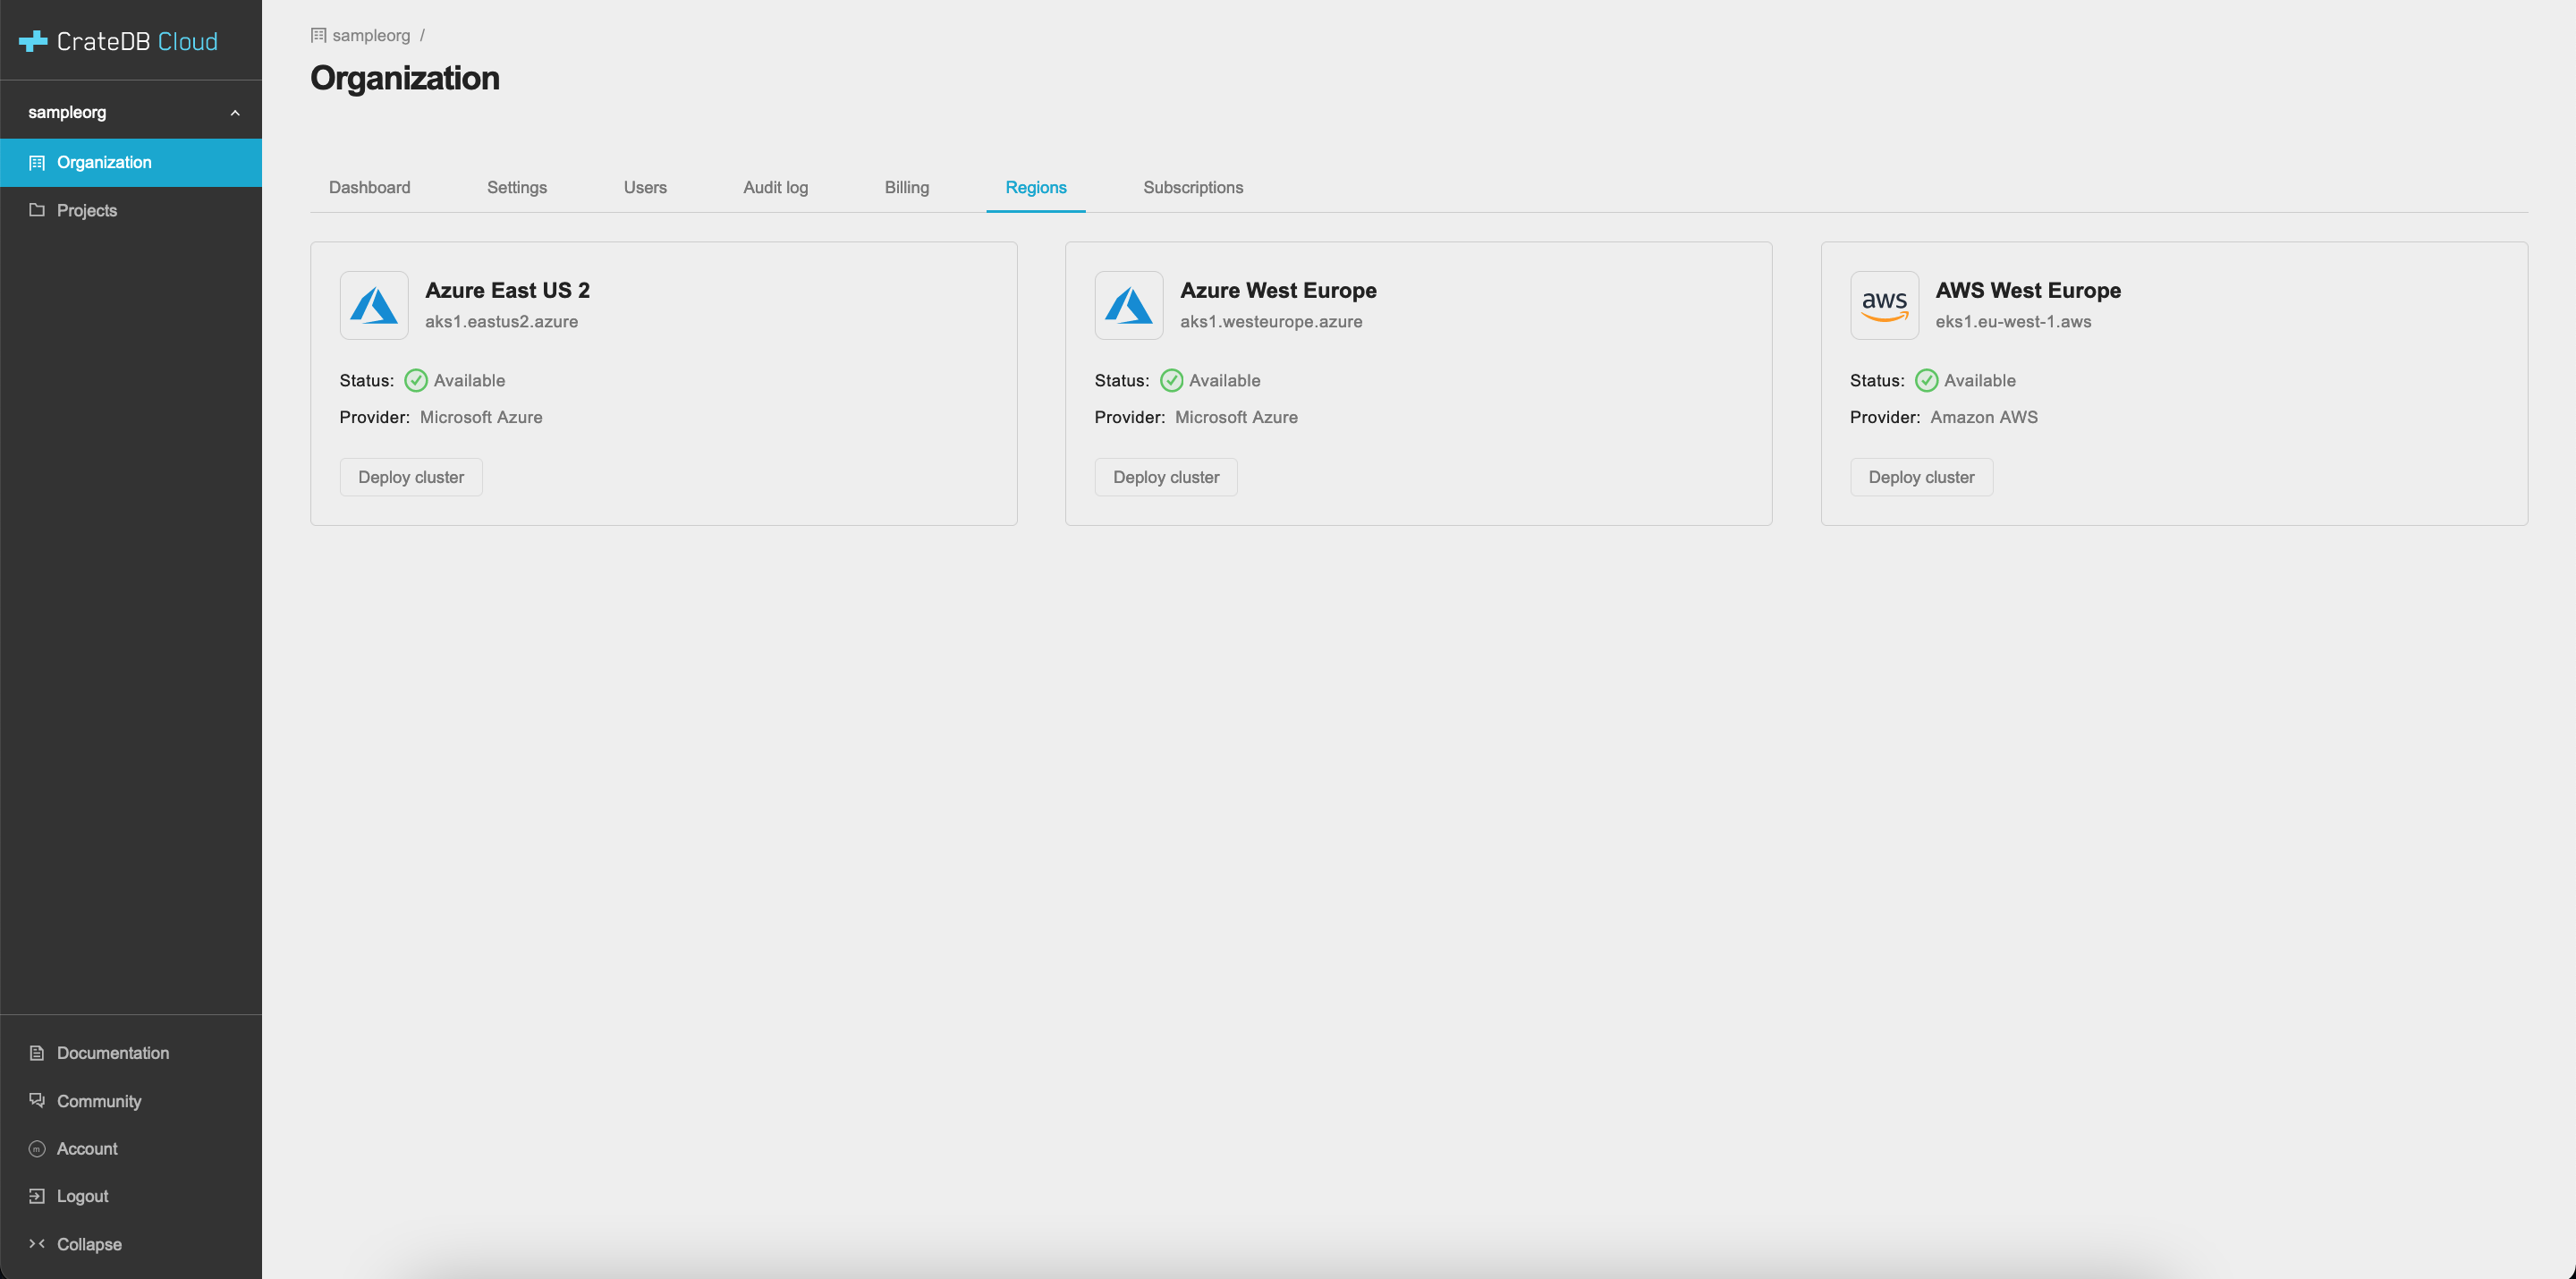 CrateDB Cloud
sampleorg
Organization
Projects
Documentation
Community
Account
Logout
Collapse
sampleorg /
Organization
Dashboard Settings Users Audit log Billing Regions Subscriptions
Azure East US 2
aks1.eastus2.azure
Status: Available
Provider: Microsoft Azure
Deploy cluster
Azure West Europe
aks1.westeurope.azure
Status: Available
Provider: Microsoft Azure
Deploy cluster
aws
AWS West Europe
eks1.eu-west-1.aws
Status: Available
Provider: Amazon AWS
Deploy cluster